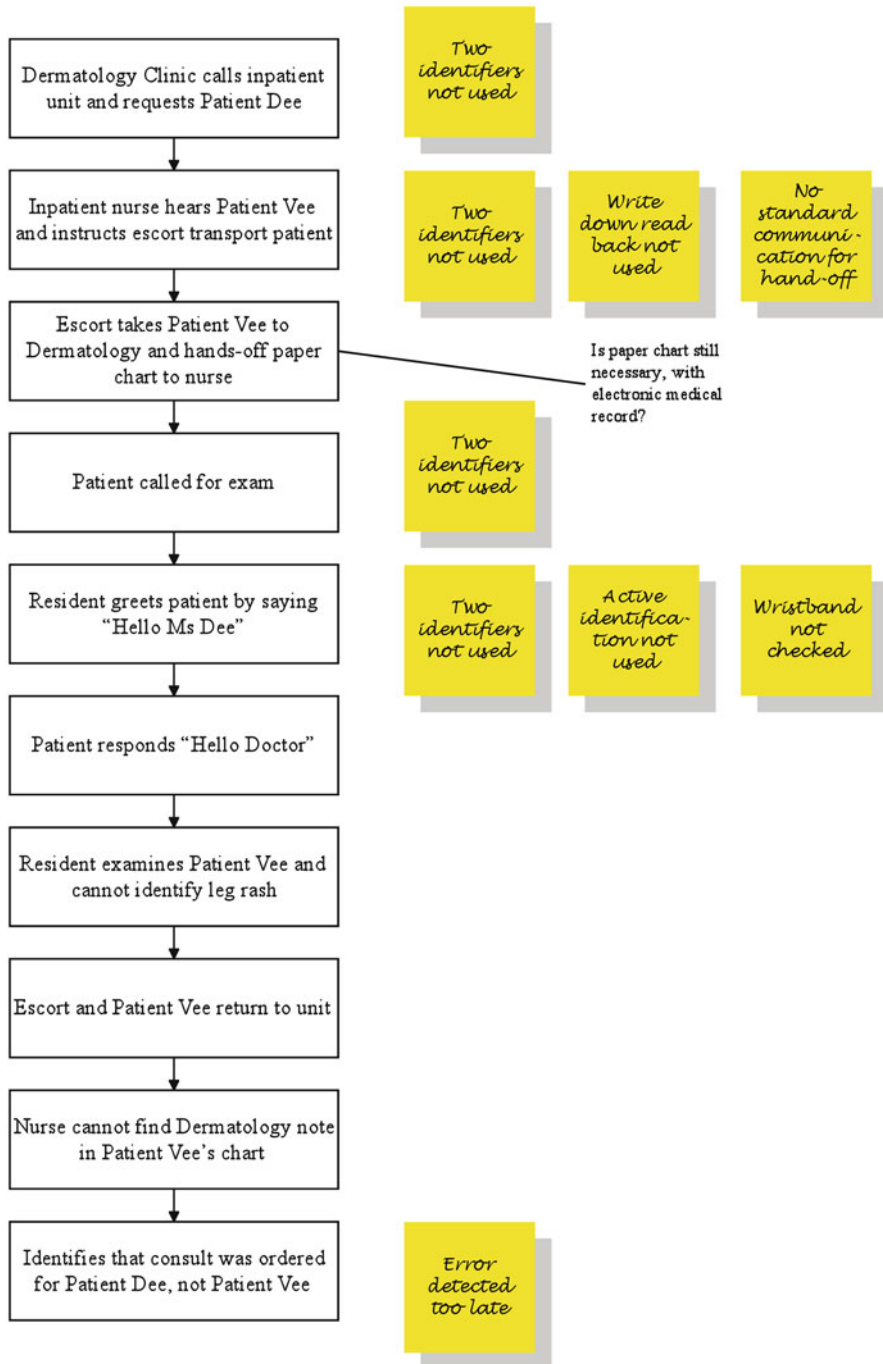 Dermatology Clinic calls inpatient
unit and requests Patient Dee
Two
identifiers
not used
Inpatient nurse hears Patient Vee
and instructs escort transport patient
Two
identifiers
not used
Write
down read
back not
used
No
standard
communi-
cation for
hand-off
Escort takes Patient Vee to
Dermatology and hands-off paper
chart to nurse
Is paper chart still
necessary, with
electronic medical
record?
Patient called for exam
Two
identifiers
not used
Resident greets patient by saying
“Hello Ms Dee”
Two
identifiers
not used
Active
identifica-
tion not
used
Wristband
not
checked
Patient responds “Hello Doctor”
Resident examines Patient Vee and
cannot identify leg rash
Escort and Patient Vee return to unit
Nurse cannot find Dermatology note
in Patient Vee’s chart
Identifies that consult was ordered
for Patient Dee, not Patient Vee
Error
detected
too late